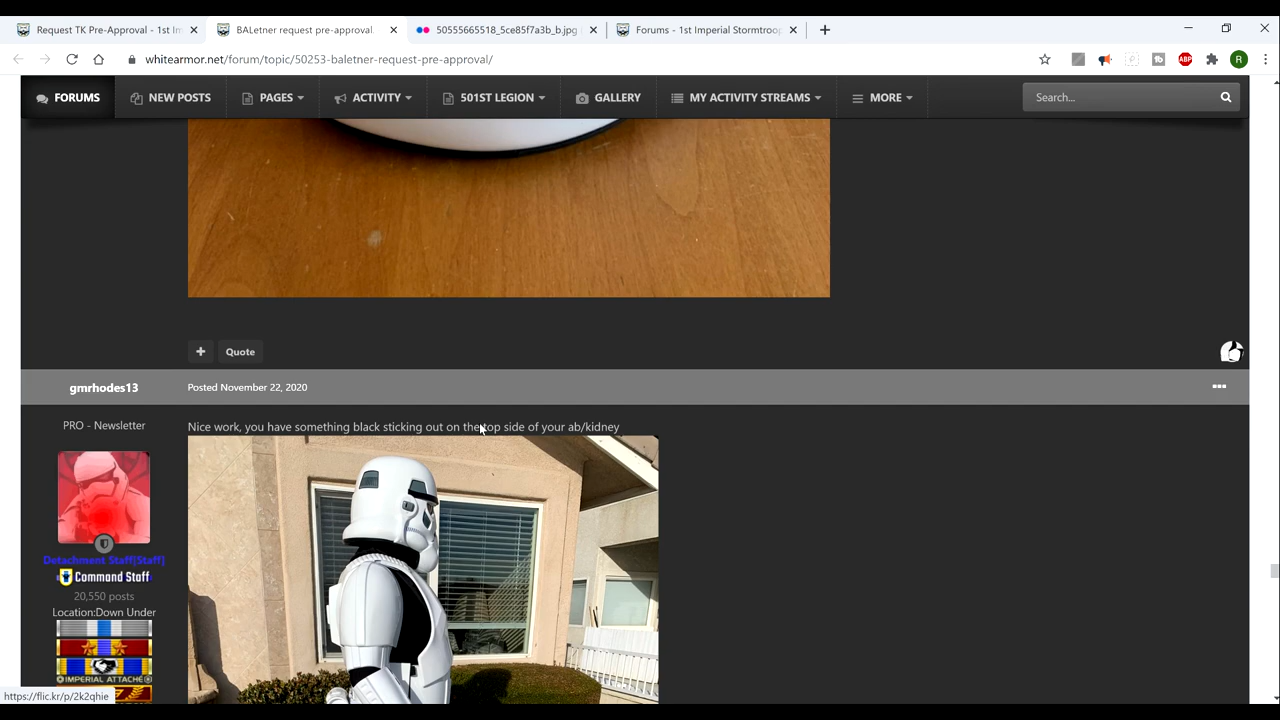 Request TK Pre-Approval - 1st Im
BALetner request pre-approval
50555665518_5ce85f7a3b_b.jpg
Forums - 1st Imperial Stormtroop
whitearmor.net/forum/topic/50253-baletner-request-pre-approval/
ABP
R
FORUMS
NEW POSTS
PAGES
ACTIVITY
501ST LEGION
GALLERY
MY ACTIVITY STREAMS
MORE
Search...
+
Quote
gmrhodes13
Posted November 22, 2020
PRO - Newsletter
Nice work, you have something black sticking out on the top side of your ab/kidney
Detachment Staff(Staff)
Command Staff
20,550 posts
Location:Down Under
IMPERIAL ATTACHÉ
https://flic.kr/p/2k2qhie